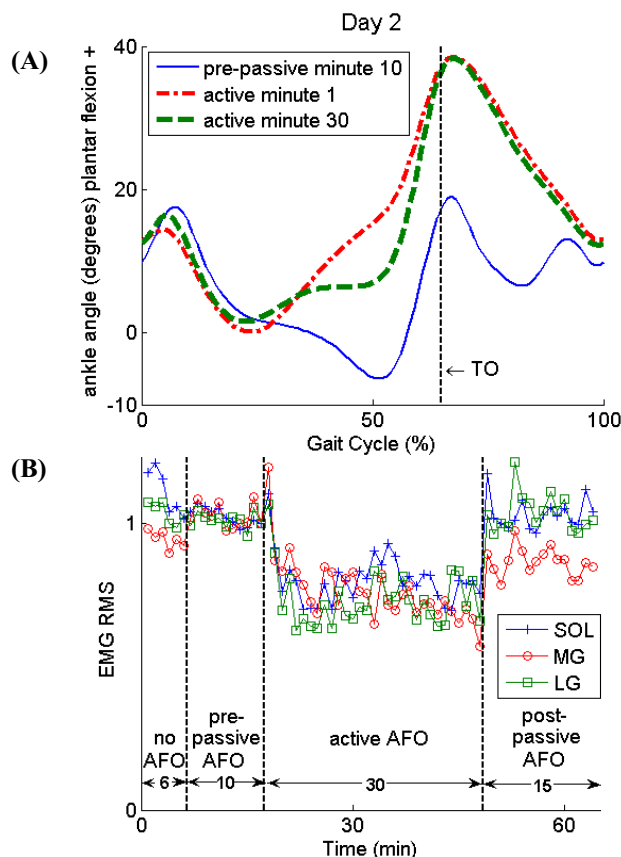 Day 2
(A)
40
30
20
10
0
-10
ankle angle (degrees) plantar flexion +
pre-passive minute 10
active minute 1
active minute 30
← TO
0
50
100
Gait Cycle (%)
(B)
1
0
EMG RMS
SOL
MG
LG
no AFO
6
pre-passive AFO
10
active AFO
30
post-passive AFO
15
0
30
60
Time (min)